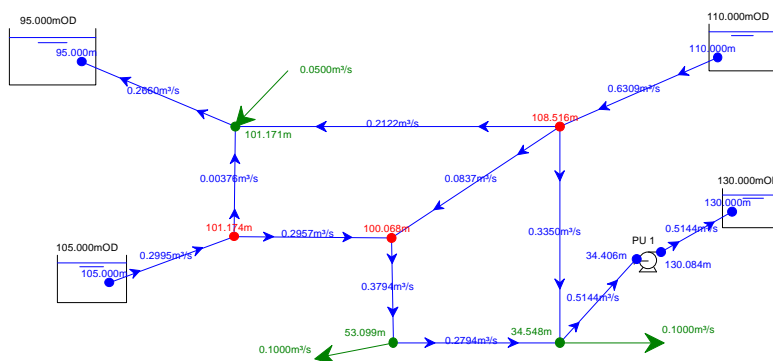 95.000mOD
95.000m
110.000mOD
110.000m
0.0500m³/s
0.2660m³/s
0.6309m³/s
108.516m
0.2122m³/s
101.171m
0.0837m³/s
0.00376m³/s
130.000mOD
130.000m
101.174m
0.2957m³/s
100.068m
0.5144m³/s
PU 1
105.000mOD
105.000m
0.2995m³/s
0.3350m³/s
34.406m
130.084m
0.3794m³/s
0.5144m³/s
53.099m
0.2794m³/s
34.548m
0.1000m³/s
0.1000m³/s